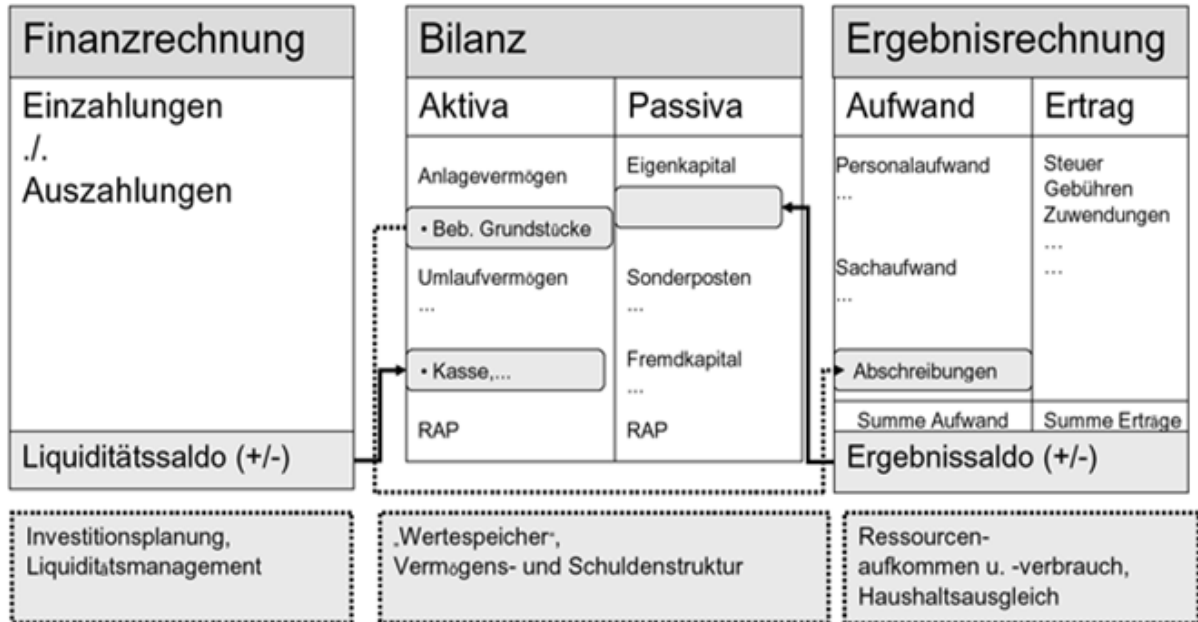 Finanzrechnung
Einzahlungen
./.
Auszahlungen
Liquiditätssaldo (+/-)
Investitionsplanung,
Liquiditätsmanagement
Bilanz
Aktiva
Anlagevermögen
• Beb. Grundstücke
Umlaufvermögen
...
• Kasse,...
RAP
Passiva
Eigenkapital
Sonderposten
...
Fremdkapital
...
RAP
„Wertespeicher“,
Vermögens- und Schuldenstruktur
Ergebnisrechnung
Aufwand
Personalaufwand
...
Sachaufwand
...
Abschreibungen
Summe Aufwand
Ertrag
Steuer
Gebühren
Zuwendungen
...
...
Summe Erträge
Ergebnissaldo (+/-)
Ressourcen-
aufkommen u. -verbrauch,
Haushaltsausgleich